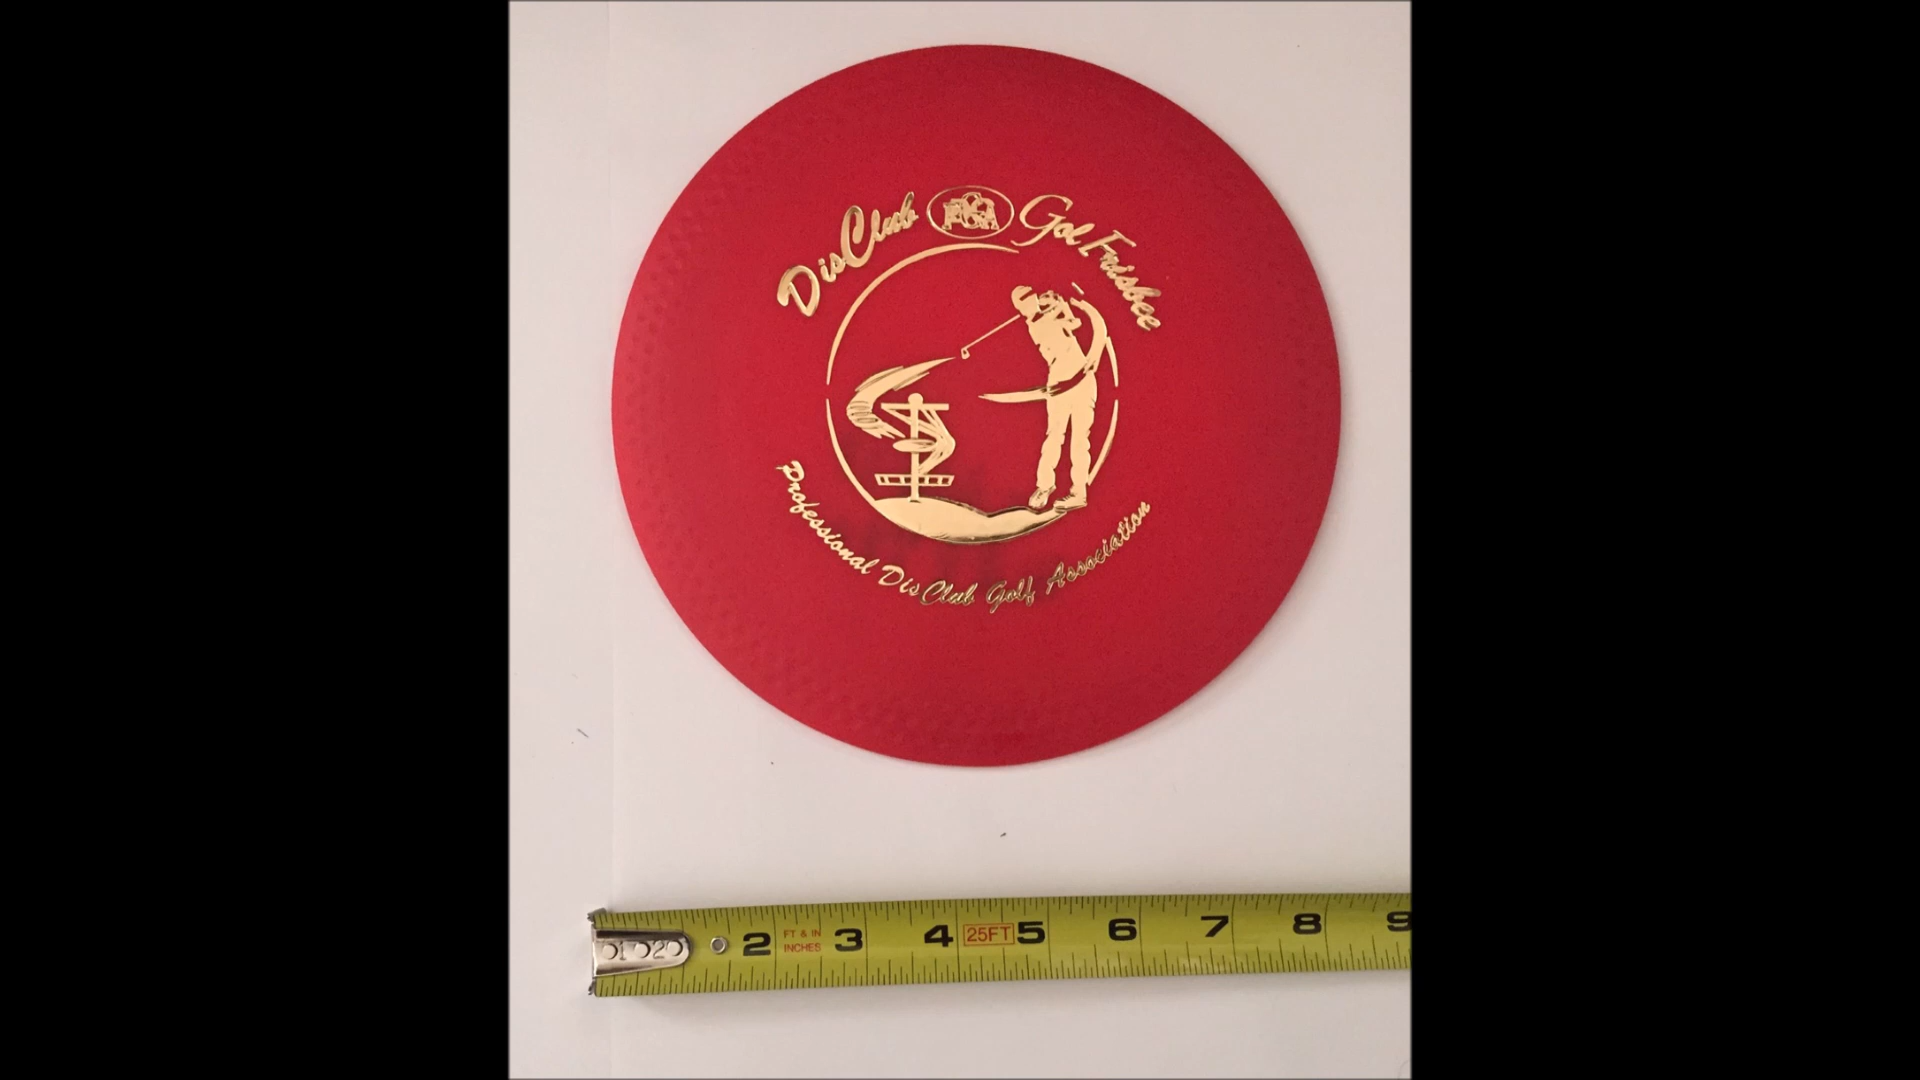 DisClub PDGA GolFrisbee
Professional DisClub Golf Association
2 FT & IN INCHES 3 4 25FT 5 6 7 8 9